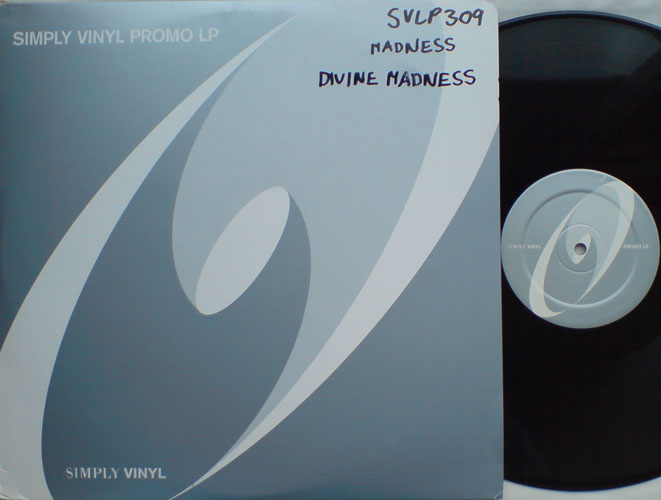 SIMPLY VINYL PROMO LP
SVLP309
MADNESS
DIVINE MADNESS
SIMPLY VINYL PROMO LP
SIMPLY VINYL